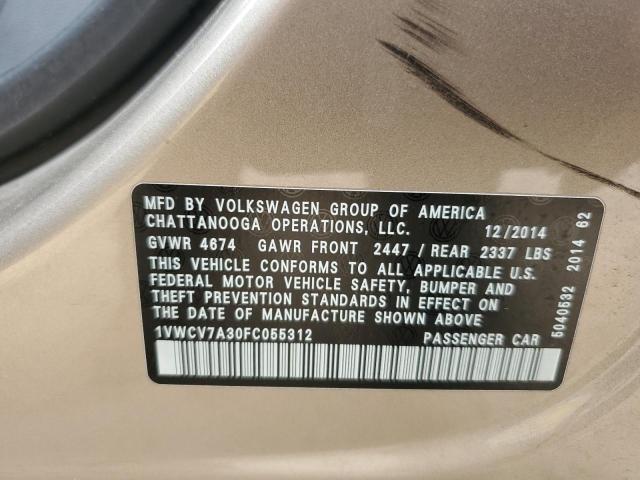 MFD BY VOLKSWAGEN GROUP OF AMERICA
CHATTANOOGA OPERATIONS, LLC. 12/2014
GVWR 4674 GAWR FRONT 2447 / REAR 2337 LBS
THIS VEHICLE CONFORMS TO ALL APPLICABLE U.S.
FEDERAL MOTOR VEHICLE SAFETY, BUMPER AND
THEFT PREVENTION STANDARDS IN EFFECT ON
THE DATE OF MANUFACTURE SHOWN ABOVE
1VWCV7A30FC055312 PASSENGER CAR
5040532 2014 62